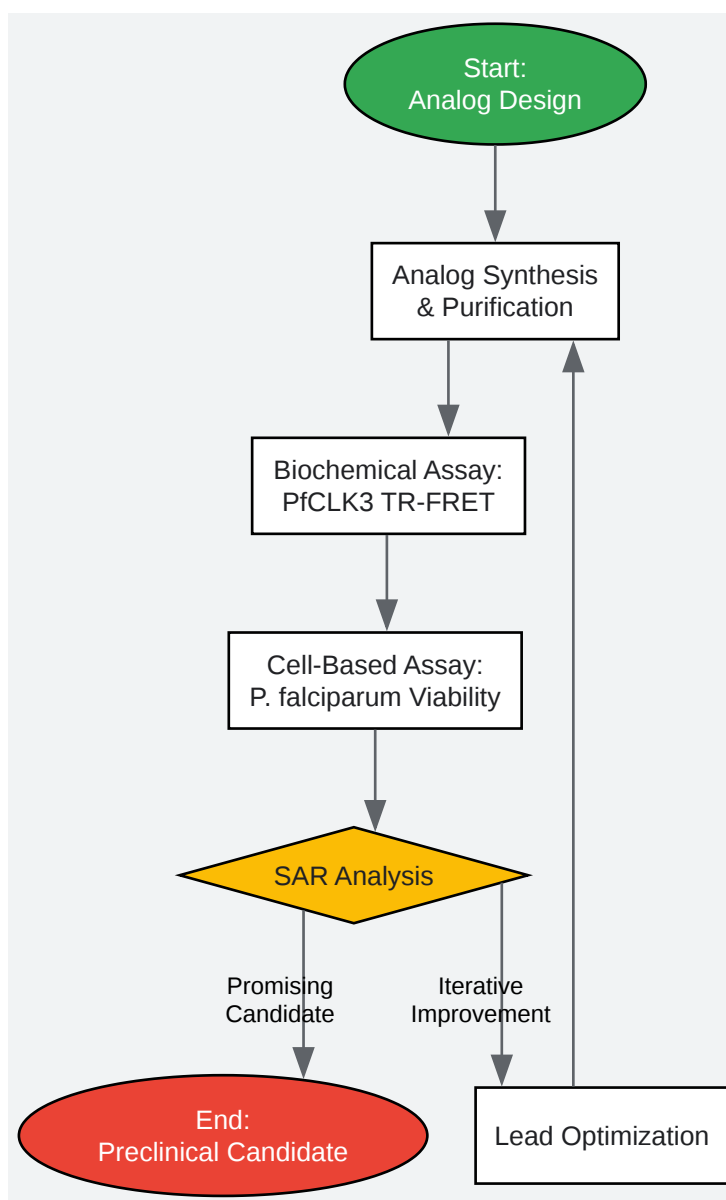 Start:
Analog Design
Analog Synthesis
& Purification
Biochemical Assay:
PfCLK3 TR-FRET
Cell-Based Assay:
P. falciparum Viability
SAR Analysis
Promising
Candidate
Iterative
Improvement
End:
Preclinical Candidate
Lead Optimization